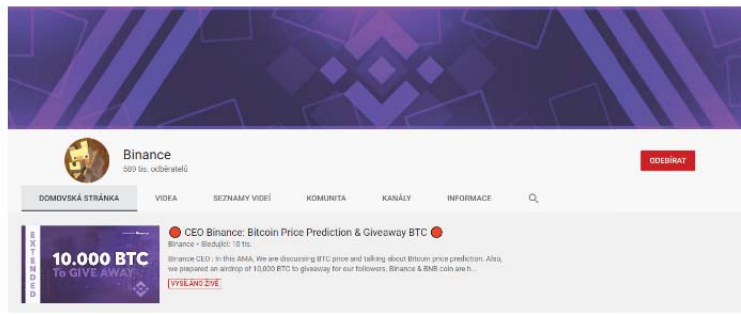 Binance
589 tis. odběratelů
ODEBÍRAT
DOMOVSKÁ STRÁNKA VIDEA SEZNAMY VIDEÍ KOMUNITA KANÁLY INFORMACE
EXTENDED
10.000 BTC
To GIVE AWAY
CEO Binance: Bitcoin Price Prediction & Giveaway BTC
Binance • Sledující: 10 tis.
Binance CEO : In this AMA. We are discussing BTC price and talking about Bitcoin price prediction. Also,
we prepared an airdrop of 10,000 BTC to giveaway for our followers. Binance & BNB coin are h...
VYSÍLÁNO ŽIVĚ